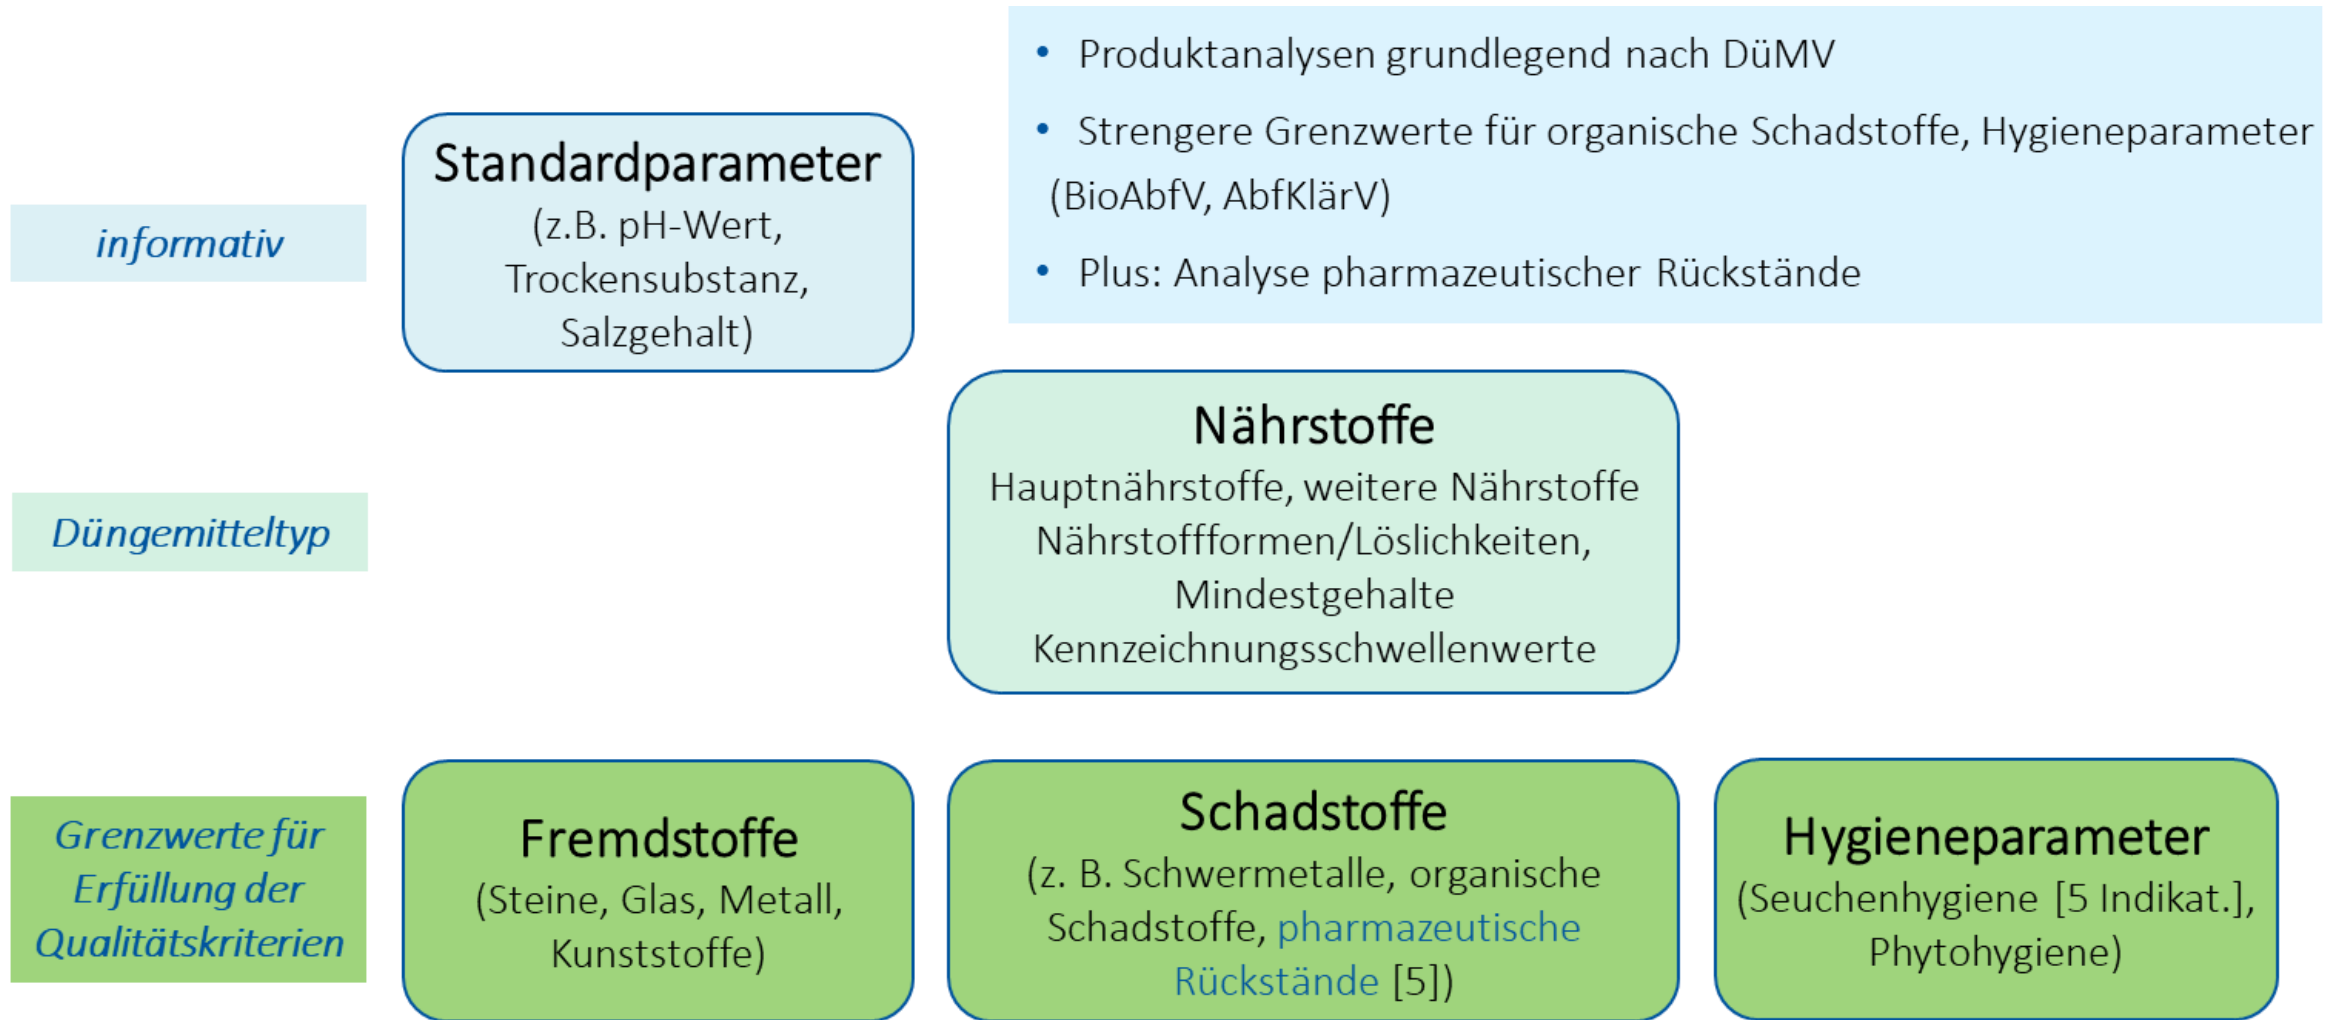 • Produktanalysen grundlegend nach DüMV
• Strengere Grenzwerte für organische Schadstoffe, Hygieneparameter
(BioAbfV, AbfKlärV)
• Plus: Analyse pharmazeutischer Rückstände
informativ
Standardparameter
(z.B. pH-Wert,
Trockensubstanz,
Salzgehalt)
Düngemitteltyp
Nährstoffe
Hauptnährstoffe, weitere Nährstoffe
Nährstoffformen/Löslichkeiten,
Mindestgehalte
Kennzeichnungsschwellenwerte
Grenzwerte für
Erfüllung der
Qualitätskriterien
Fremdstoffe
(Steine, Glas, Metall,
Kunststoffe)
Schadstoffe
(z. B. Schwermetalle, organische
Schadstoffe, pharmazeutische
Rückstände [5])
Hygieneparameter
(Seuchenhygiene [5 Indikat.],
Phytohygiene)